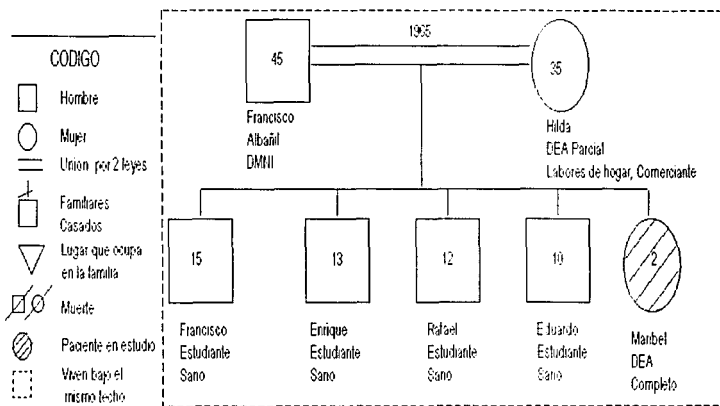 CODIGO
Hombre
Mujer
Union por 2 leyes
Familiares
Casados
Lugar que ocupa
en la familia
Muerte
Paciente en estudio
Viven bajo el
mismo techo
45
35
Francisco
Albañil
DMNI
Hilda
DEA Parcial
Labores de hogar, Comerciante
15
13
12
10
2
Francisco
Estudiante
Sano
Enrique
Estudiante
Sano
Rafael
Estudiante
Sano
Eduardo
Estudiante
Sano
Maribel
DEA
Completo